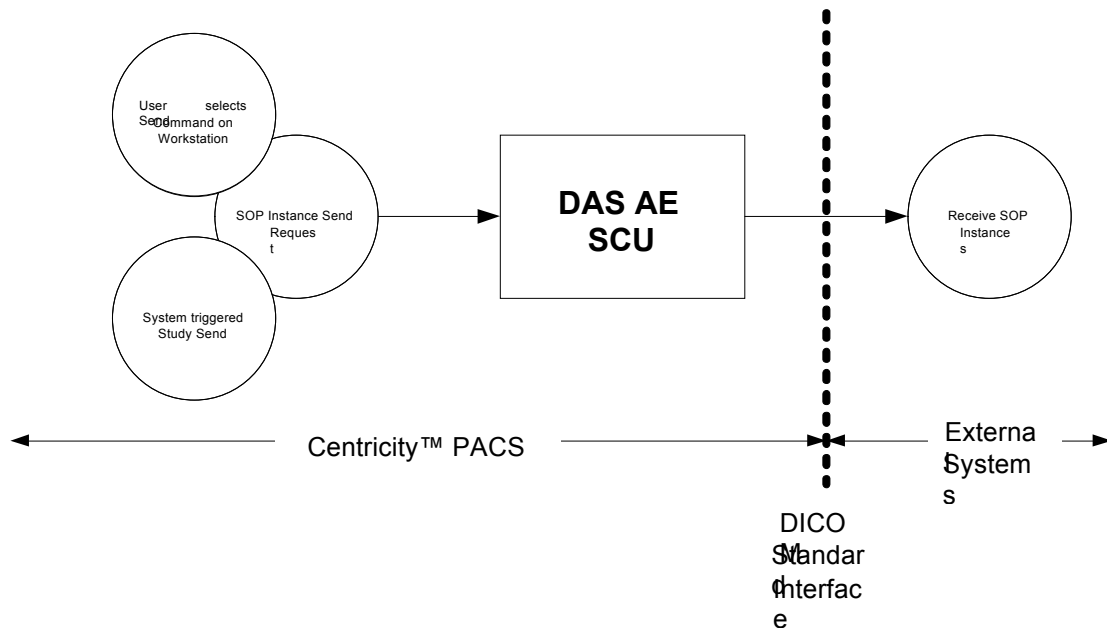 User selects
Send
Command on
Workstation
SOP Instance Send
Reques
t
System triggered
Study Send
DAS AE
SCU
Receive SOP
Instance
s
Centricity™ PACS
Externa
l
System
s
DICO
M
Standar
d
Interfac
e